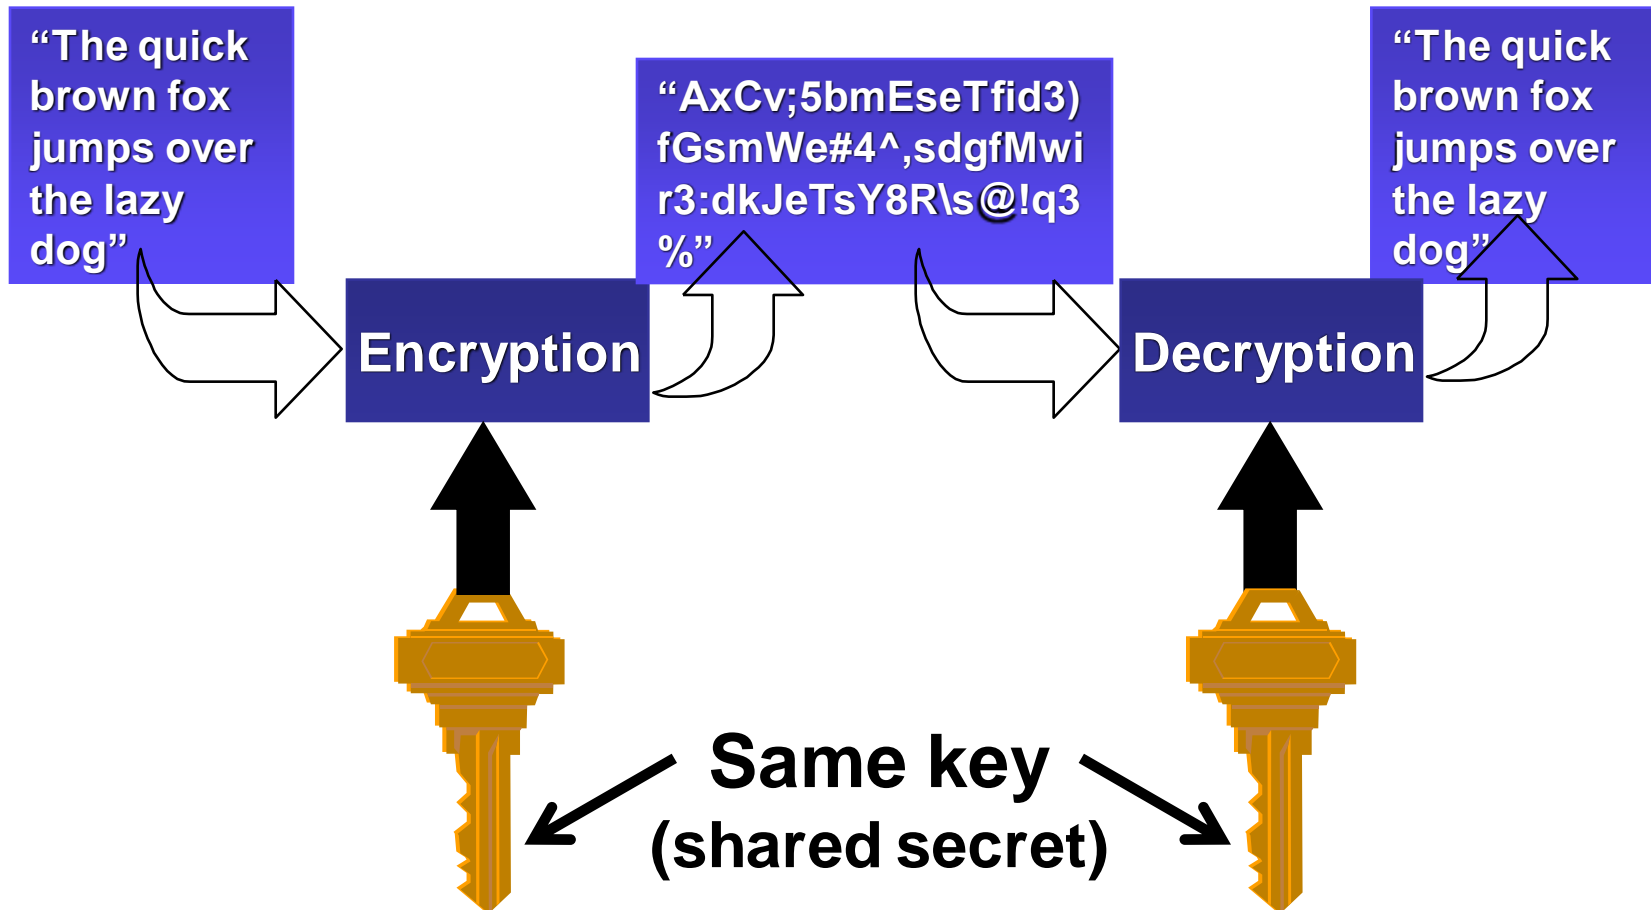 “The quick
brown fox
jumps over
the lazy
dog”
“AxCv;5bmEseTfid3)
fGsmWe#4^,sdgfMwi
r3:dkJeTsY8R\s@!q3
%”
“The quick
brown fox
jumps over
the lazy
dog”
Encryption
Decryption
Same key
(shared secret)